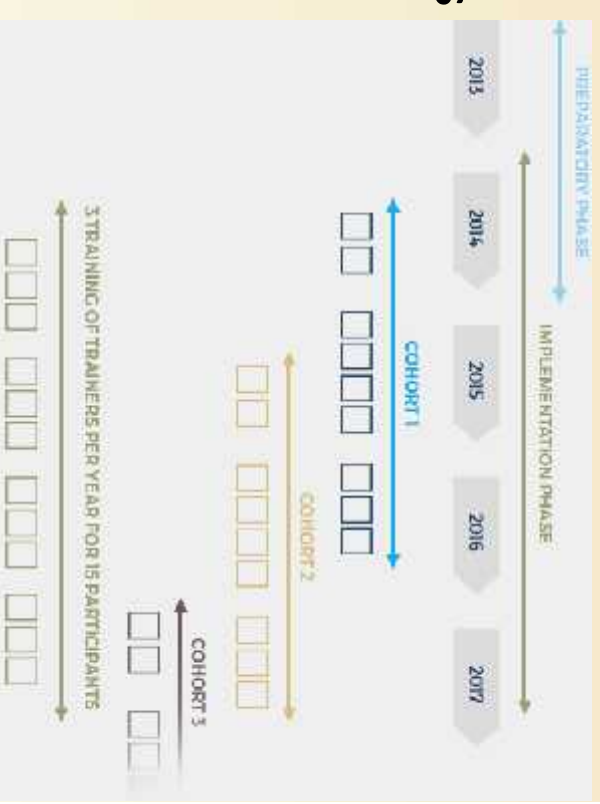 PREPARATORY PHASE
IMPLEMENTATION PHASE
2013
2014
2015
2016
2017
COHORT 1
COHORT 2
COHORT 3
3 TRAINING OF TRAINERS PER YEAR FOR 15 PARTICIPANTS